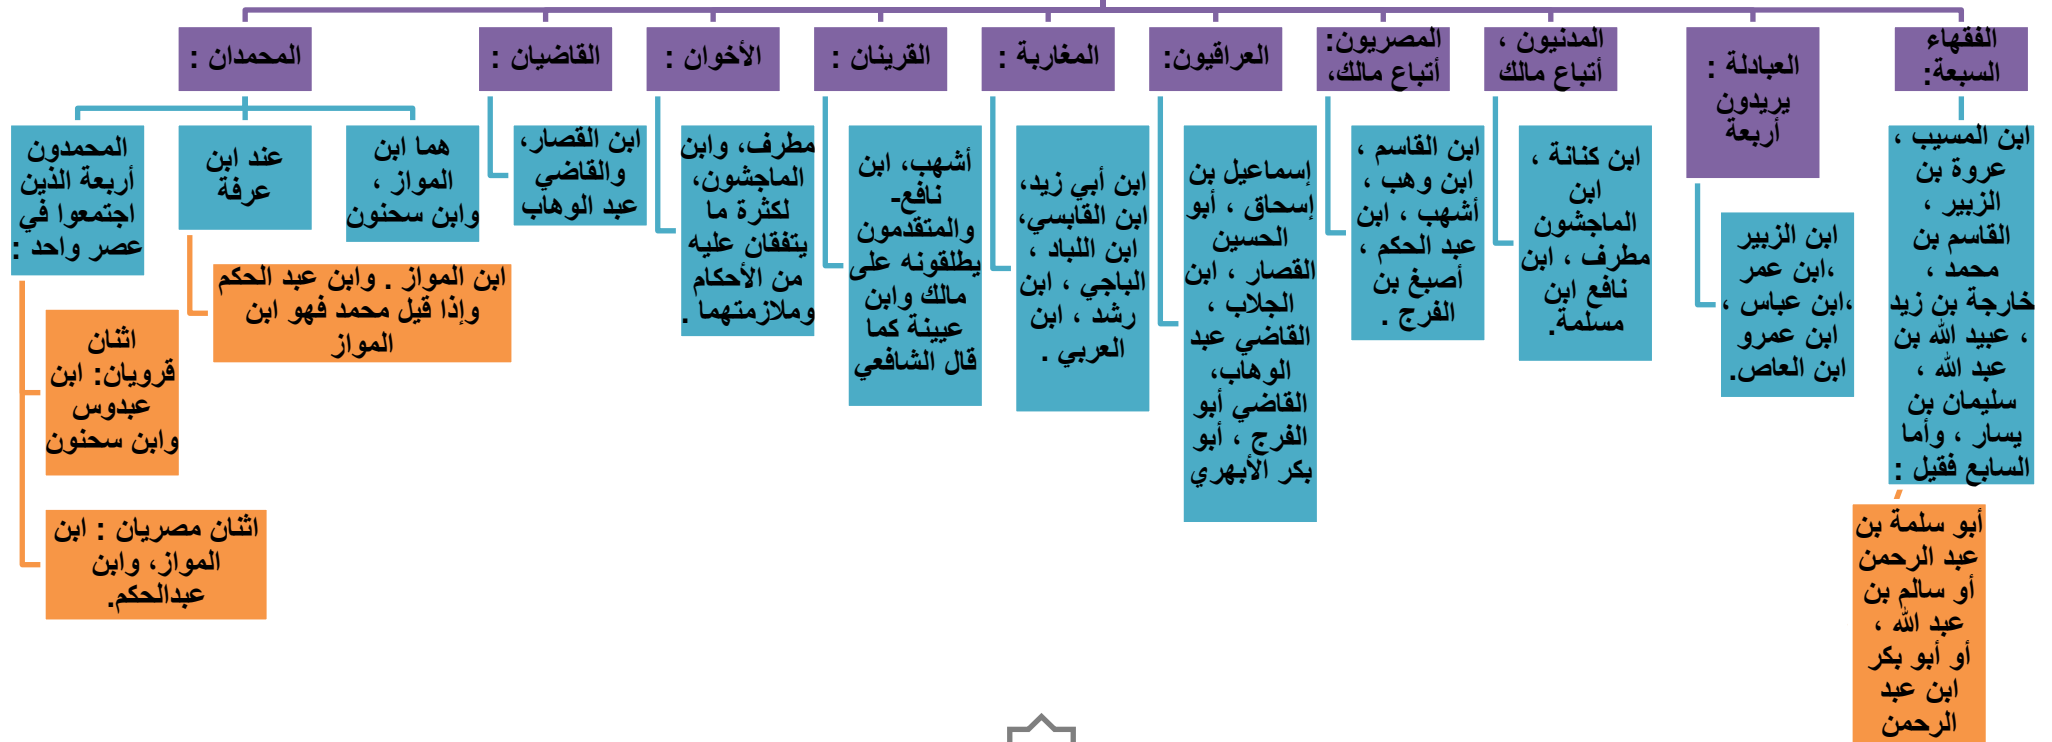 الفقهاء
السبعة:
ابن المسيب ،
عروة بن
الزبير ،
القاسم بن
محمد ،
خارجة بن زيد
، عبيد الله بن
عبد الله ،
سليمان بن
يسار ، وأما
السابع فقيل :
أبو سلمة بن
عبد الرحمن
أو سالم بن
عبد الله ،
أو أبو بكر
ابن عبد
الرحمن
العبادلة :
يريدون
أربعة
ابن الزبير
،ابن عمر
،ابن عباس ،
ابن عمرو
ابن العاص.
المدنيون ،
أتباع مالك
ابن كنانة ،
ابن
الماجشون
مطرف ، ابن
نافع ابن
مسلمة.
المصريون:
أتباع مالك،
ابن القاسم ،
ابن وهب ،
أشهب ، ابن
عبد الحكم ،
أصبغ بن
الفرج .
العراقيون:
إسماعيل بن
إسحاق ، أبو
الحسين
القصار ، ابن
الجلاب ،
القاضي عبد
الوهاب،
القاضي أبو
الفرج ، أبو
بكر الأبهري
المغاربة :
ابن أبي زيد،
ابن القابسي،
ابن اللباد ،
الباجي ، ابن
رشد ، ابن
العربي .
القرينان :
أشهب، ابن
نافع-
والمتقدمون
يطلقونه على
مالك وابن
عيينة كما
قال الشافعي
الأخوان :
مطرف، وابن
الماجشون،
لكثرة ما
يتفقان عليه
من الأحكام
وملازمتهما .
القاضيان :
ابن القصار،
والقاضي
عبد الوهاب
المحمدان :
هما ابن
المواز ،
وابن سحنون
عند ابن
عرفة
ابن المواز . وابن عبد الحكم
وإذا قيل محمد فهو ابن
المواز
المحمدون
أربعة الذين
اجتمعوا في
عصر واحد :
اثنان
قرويان: ابن
عبدوس
وابن سحنون
اثنان مصريان : ابن
المواز، وابن
عبدالحكم.